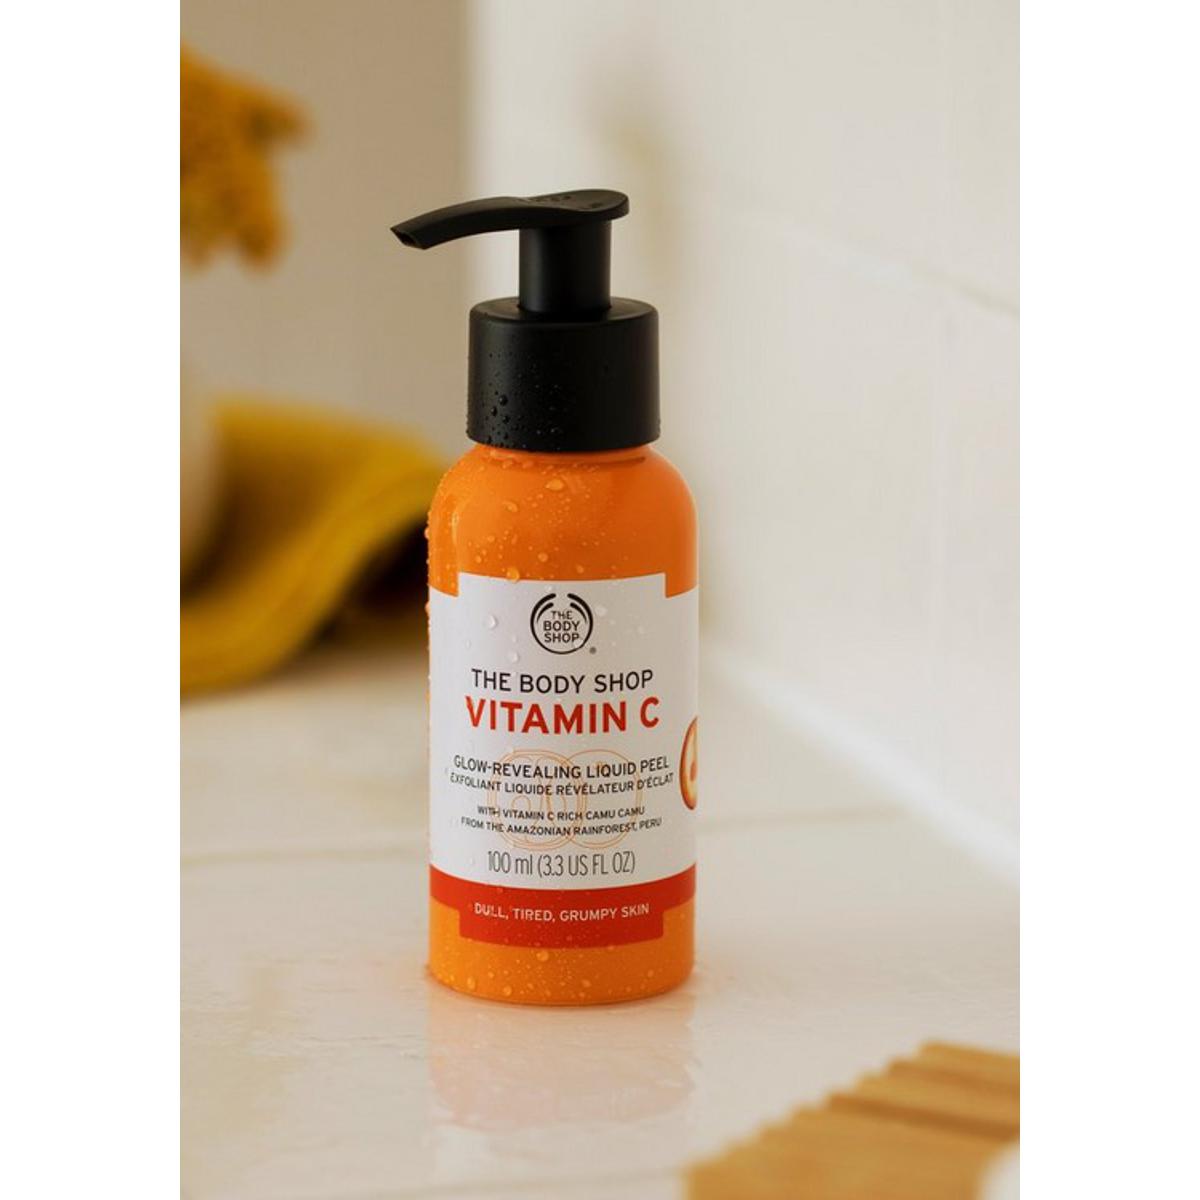 THE
BODY
SHOP
®
THE BODY SHOP
VITAMIN C
GLOW-REVEALING LIQUID PEEL
EXFOLIANT LIQUIDE RÉVÉLATEUR D'ÉCLAT
WITH VITAMIN C RICH CAMU CAMU
FROM THE AMAZONIAN RAINFOREST, PERU
100 ml (3.3 US FL OZ)
DULL, TIRED, GRUMPY SKIN